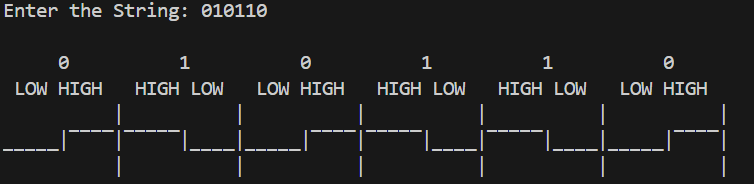 Enter the String: 010110
0 1 0 1 1 0
LOW HIGH HIGH LOW LOW HIGH HIGH LOW HIGH LOW LOW HIGH